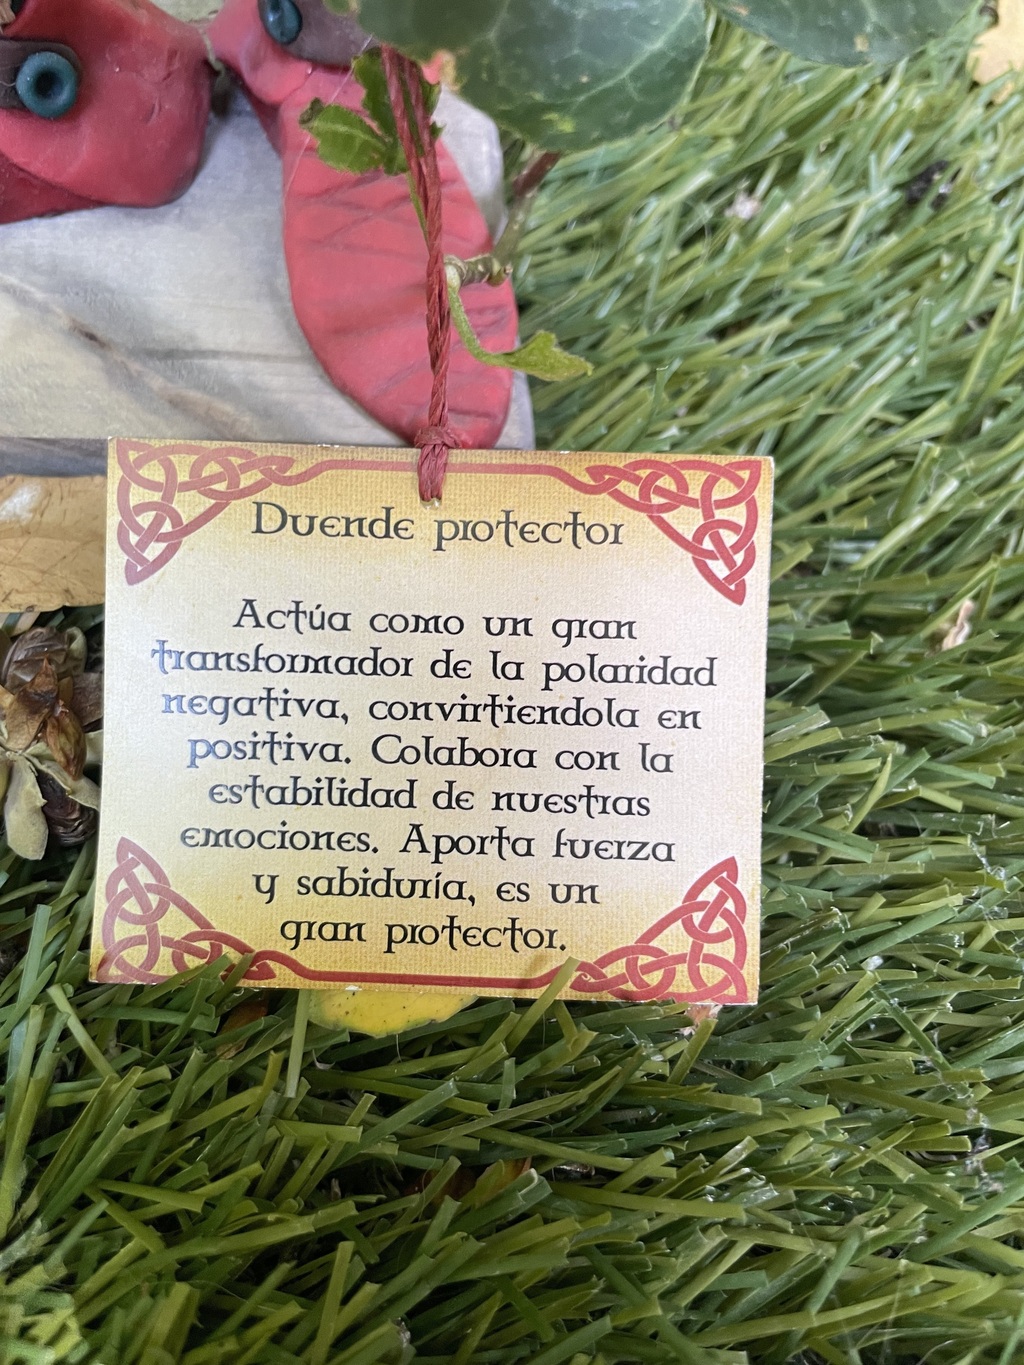 Duende protector
Actúa como un gran
transformador de la polaridad
negativa, convirtiendola en
positiva. Colabora con la
estabilidad de nuestras
emociones. Aporta fuerza
y sabiduría, es un
gran protector.